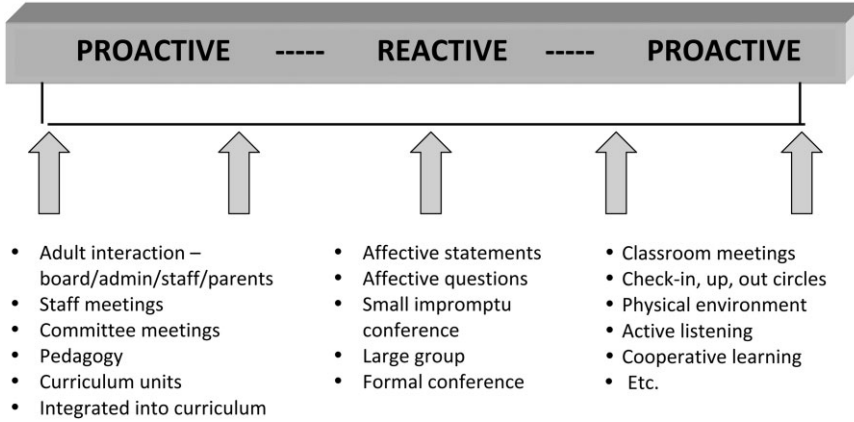 PROACTIVE ----- REACTIVE ----- PROACTIVE
• Adult interaction –
board/admin/staff/parents
• Staff meetings
• Committee meetings
• Pedagogy
• Curriculum units
• Integrated into curriculum
• Affective statements
• Affective questions
• Small impromptu
conference
• Large group
• Formal conference
• Classroom meetings
• Check-in, up, out circles
• Physical environment
• Active listening
• Cooperative learning
• Etc.